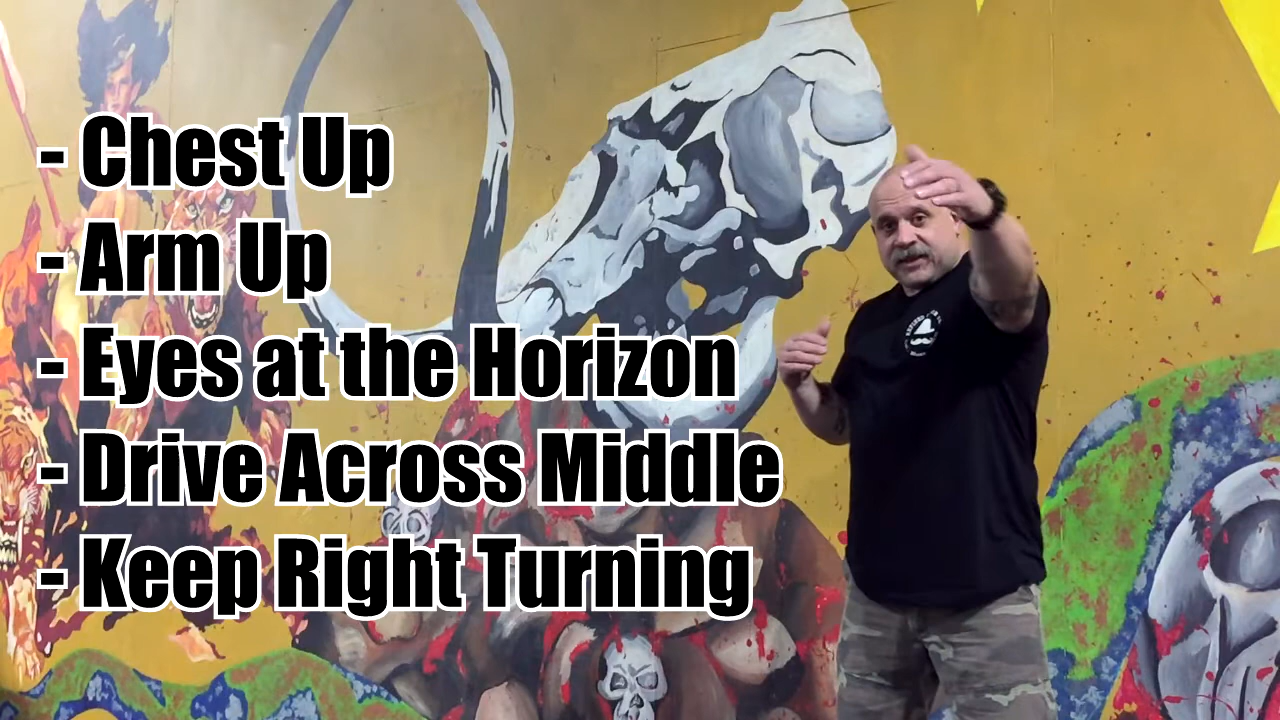 - Chest Up
- Arm Up
- Eyes at the Horizon
- Drive Across Middle
- Keep Right Turning